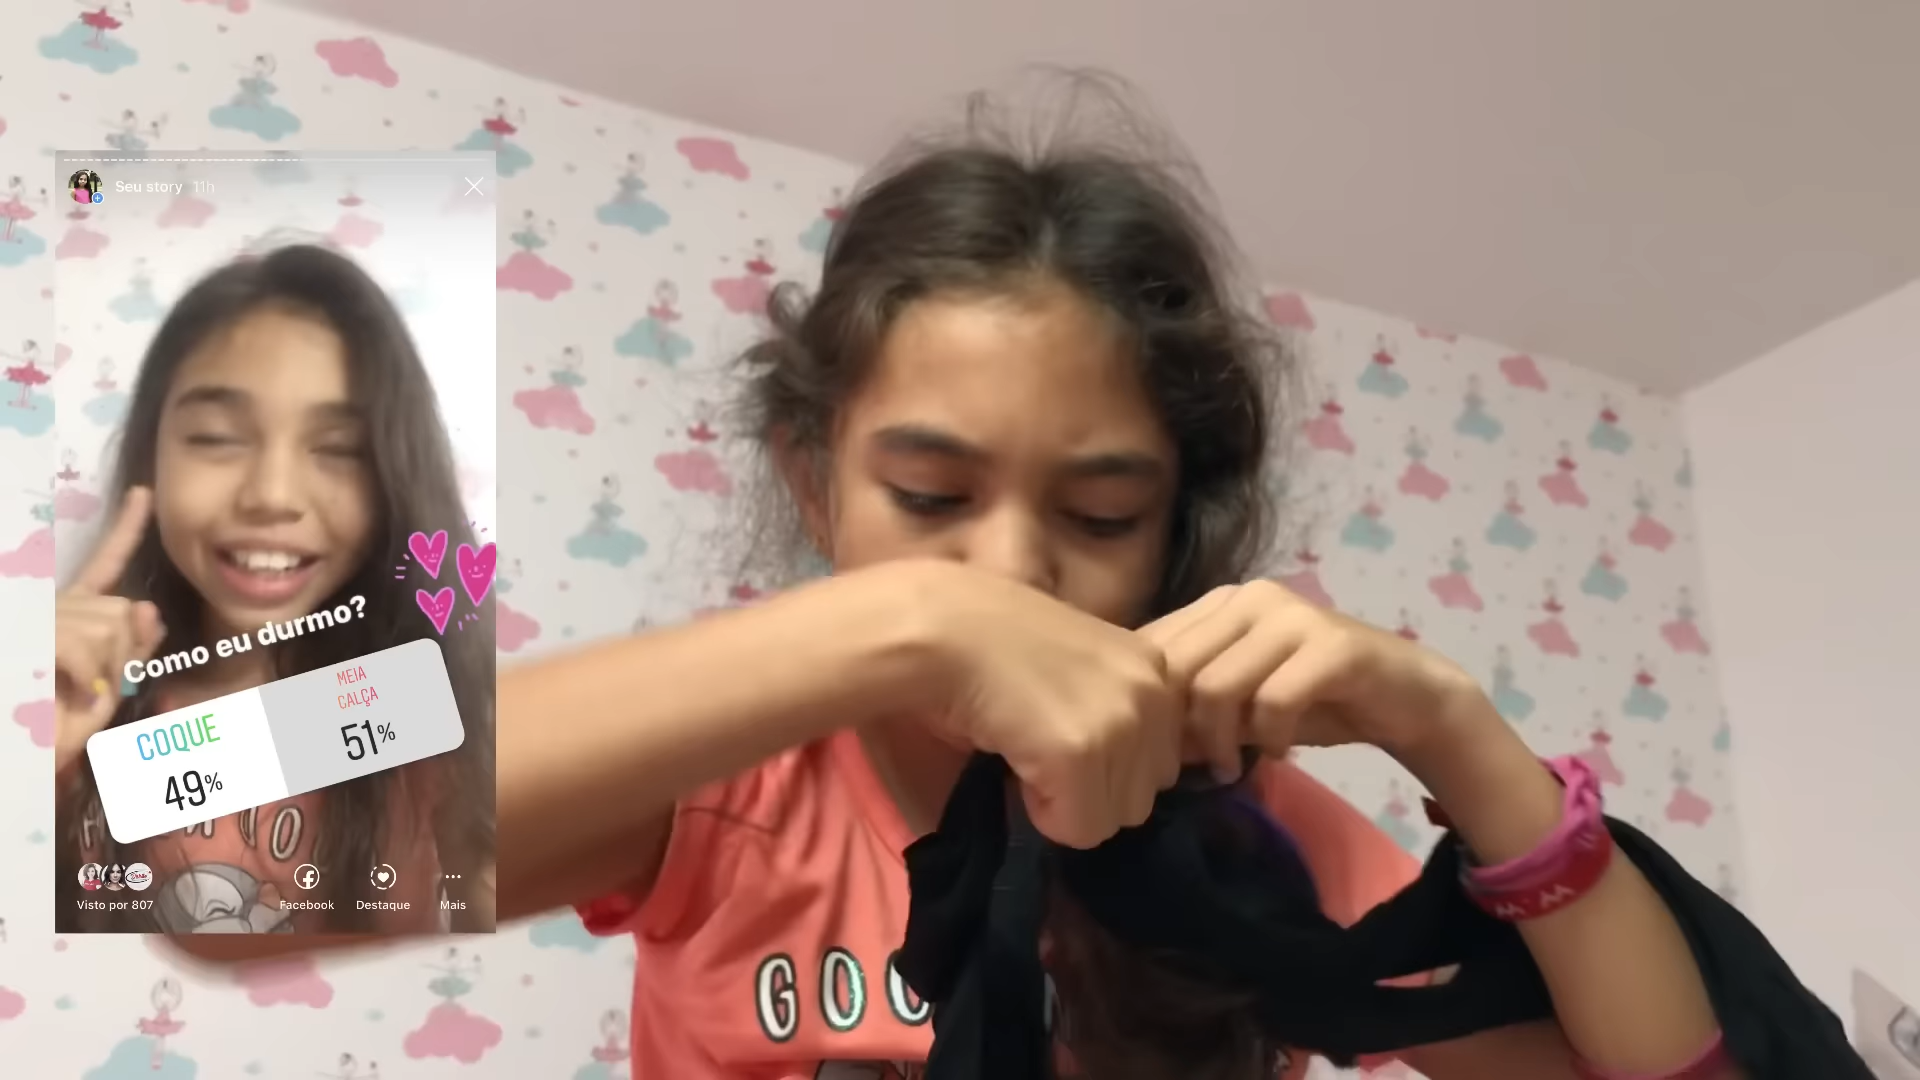 Seu story 11h
Como eu durmo?
COQUE
49%
MEIA
CALÇA
51%
Visto por 807
Facebook
Destaque
Mais
GOO